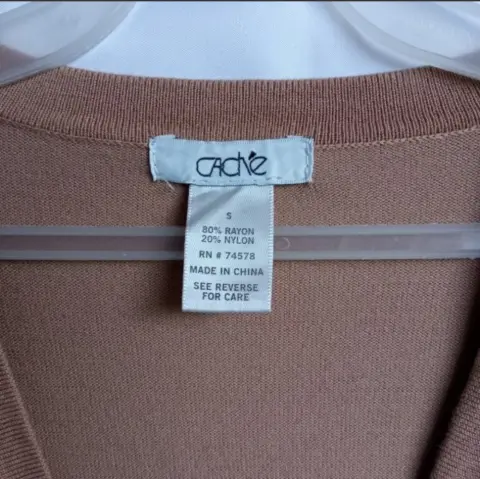 CACHÉ
S
80% RAYON
20% NYLON
RN # 74578
MADE IN CHINA
SEE REVERSE
FOR CARE